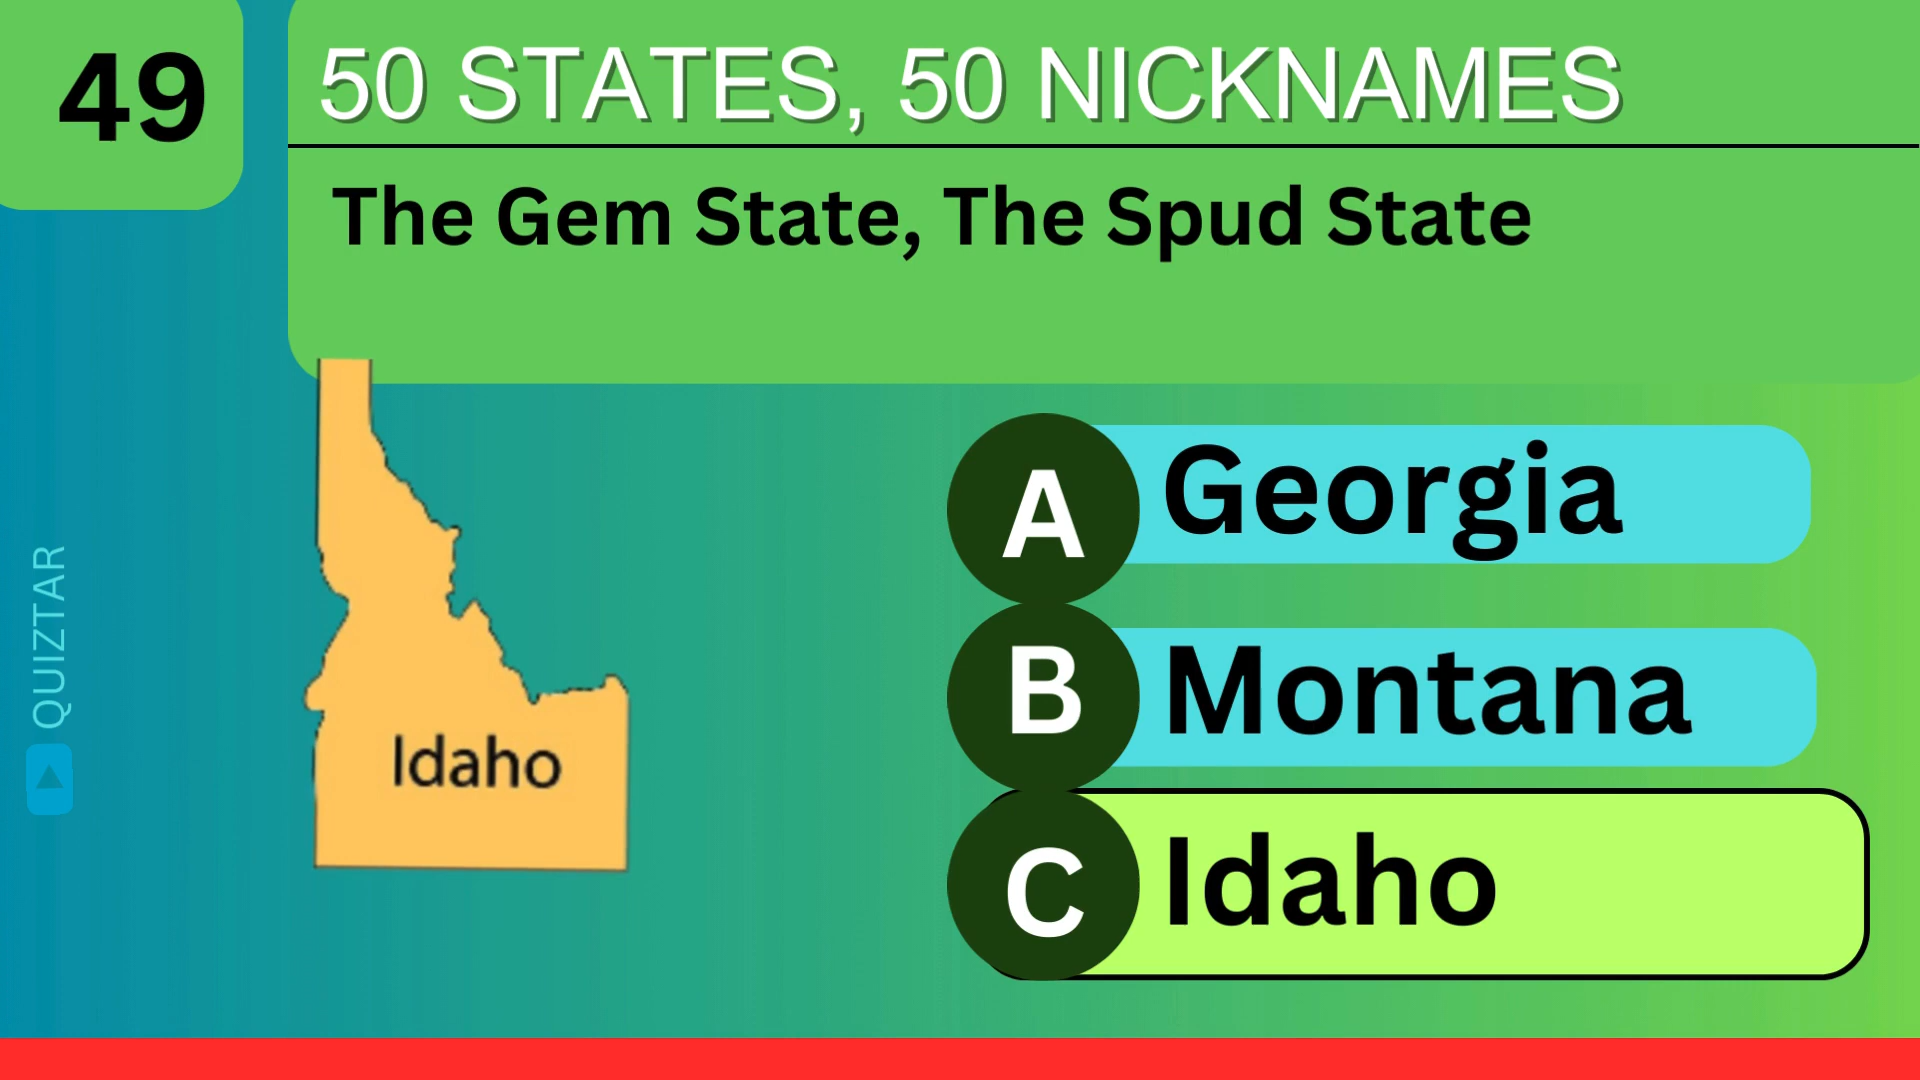 49
50 STATES, 50 NICKNAMES
The Gem State, The Spud State
Idaho
A Georgia
B Montana
C Idaho
QUIZTAR